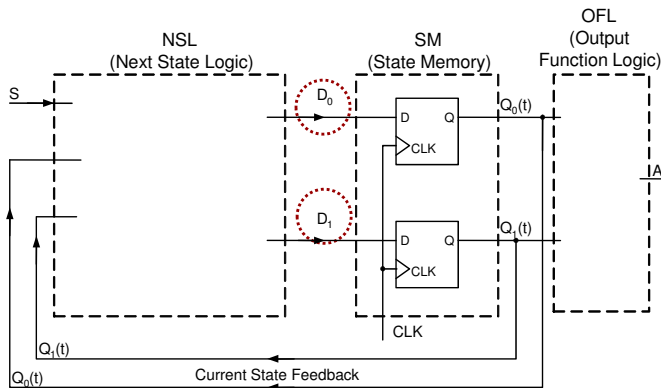 NSL
(Next State Logic)
SM
(State Memory)
OFL
(Output
Function Logic)
S
D0
D
Q
CLK
Q0(t)
A
D1
D
Q
CLK
Q1(t)
CLK
Q1(t)
Q0(t)
Current State Feedback